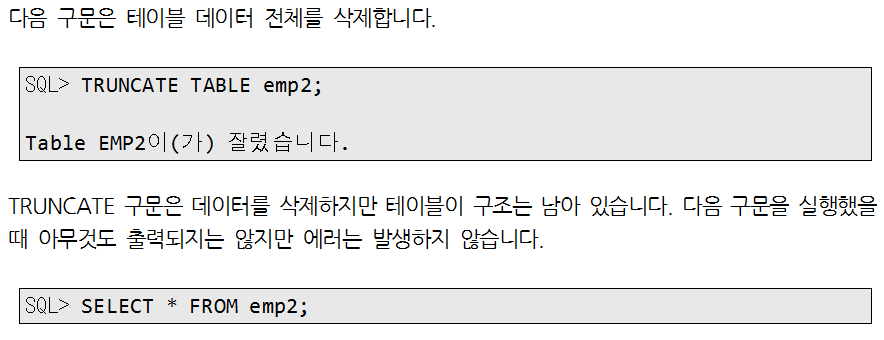 다음 구문은 테이블 데이터 전체를 삭제합니다.
SQL> TRUNCATE TABLE emp2;
Table EMP2이(가) 잘렸습니다.
TRUNCATE 구문은 데이터를 삭제하지만 테이블이 구조는 남아 있습니다. 다음 구문을 실행했을
때 아무것도 출력되지는 않지만 에러는 발생하지 않습니다.
SQL> SELECT * FROM emp2;